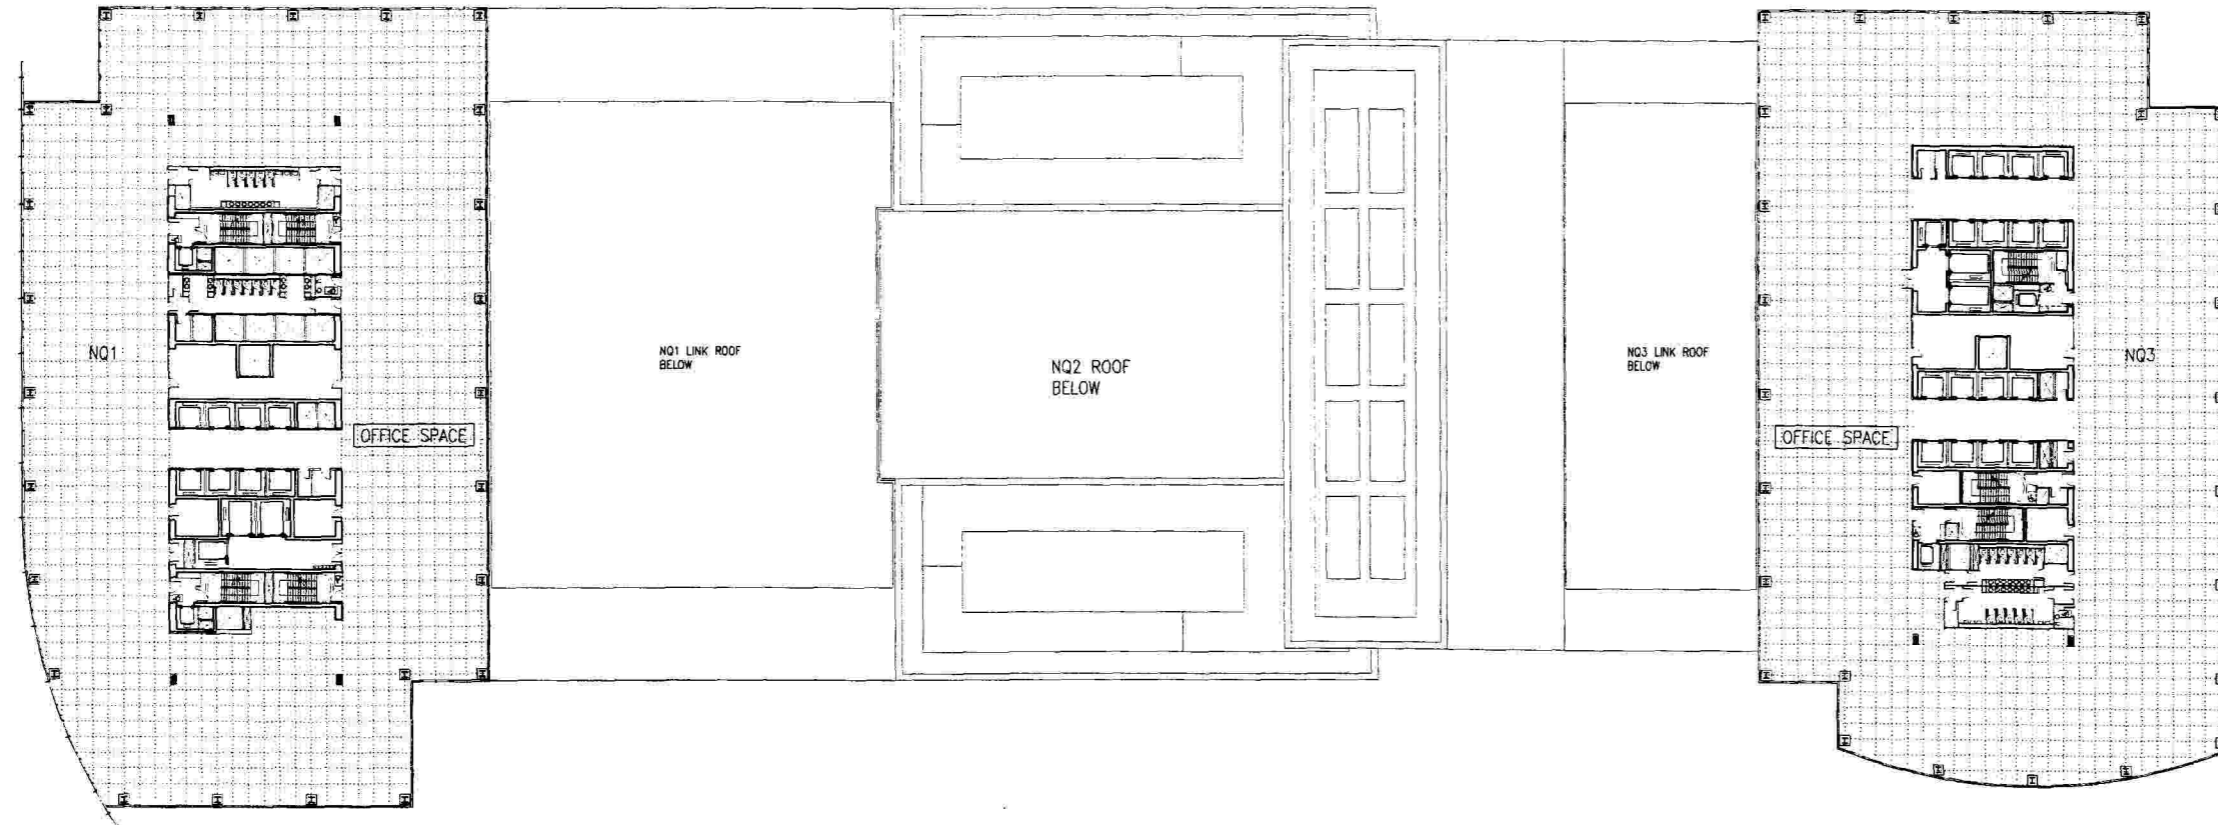 NQ1
OFFICE SPACE
NQ1 LINK ROOF
BELOW
NQ2 ROOF
BELOW
NQ3 LINK ROOF
BELOW
OFFICE SPACE
NQ3